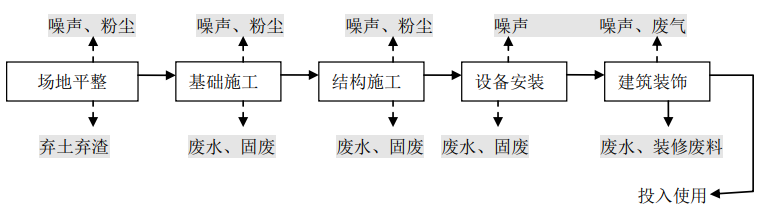 噪声、粉尘 噪声、粉尘 噪声、粉尘 噪声 噪声、废气
场地平整 基础施工 结构施工 设备安装 建筑装饰
弃土弃渣 废水、固废 废水、固废 废水、固废 废水、装修废料
投入使用